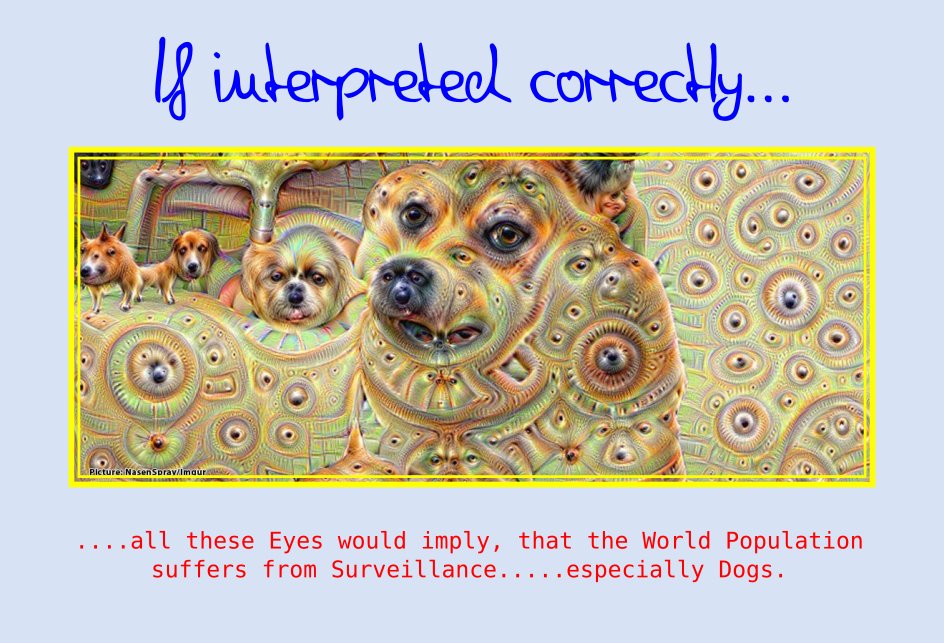 If interpreted correctly...
Picture: NasenSpray/Imgur
....all these Eyes would imply, that the World Population
suffers from Surveillance.....especially Dogs.